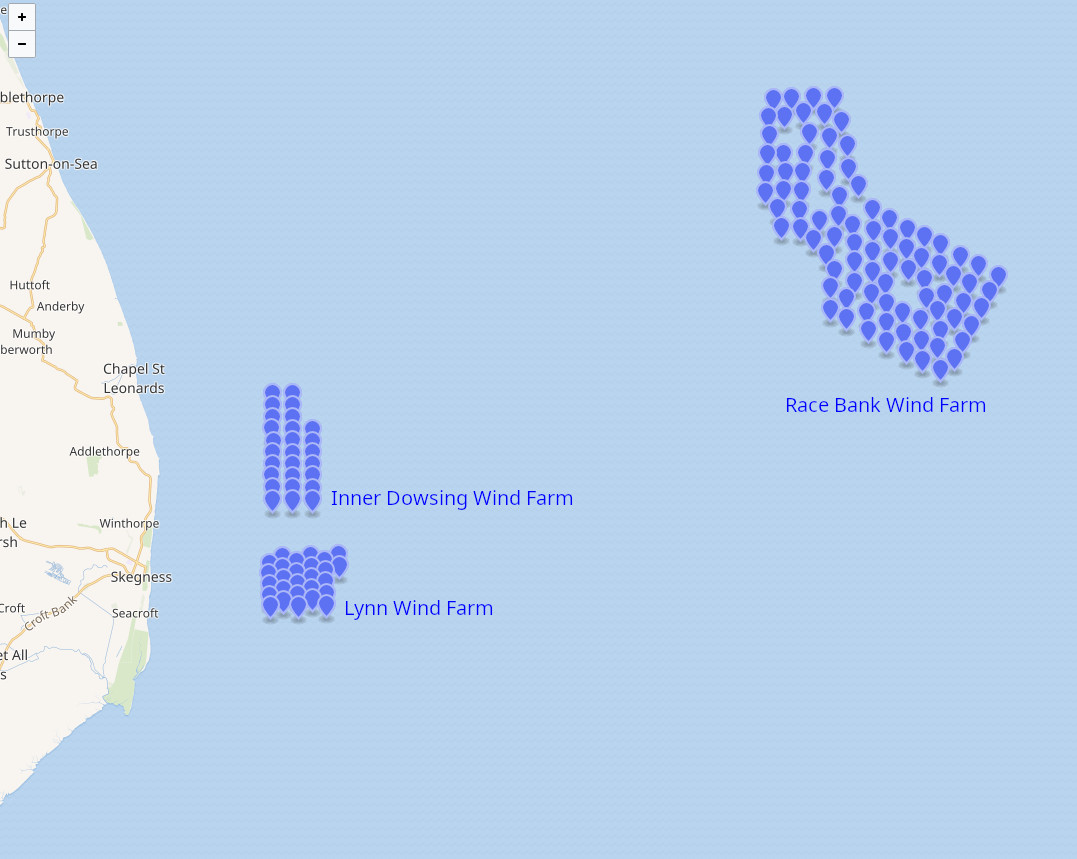 +
−
blethorpe
Trusthorpe
Sutton-on-Sea
Huttoft
Anderby
Mumby
berworth
Chapel St
Leonards
Race Bank Wind Farm
Addlethorpe
Inner Dowsing Wind Farm
h Le
rsh
Winthorpe
Skegness
Croft
Croft Bank
Seacroft
Lynn Wind Farm
et All
s